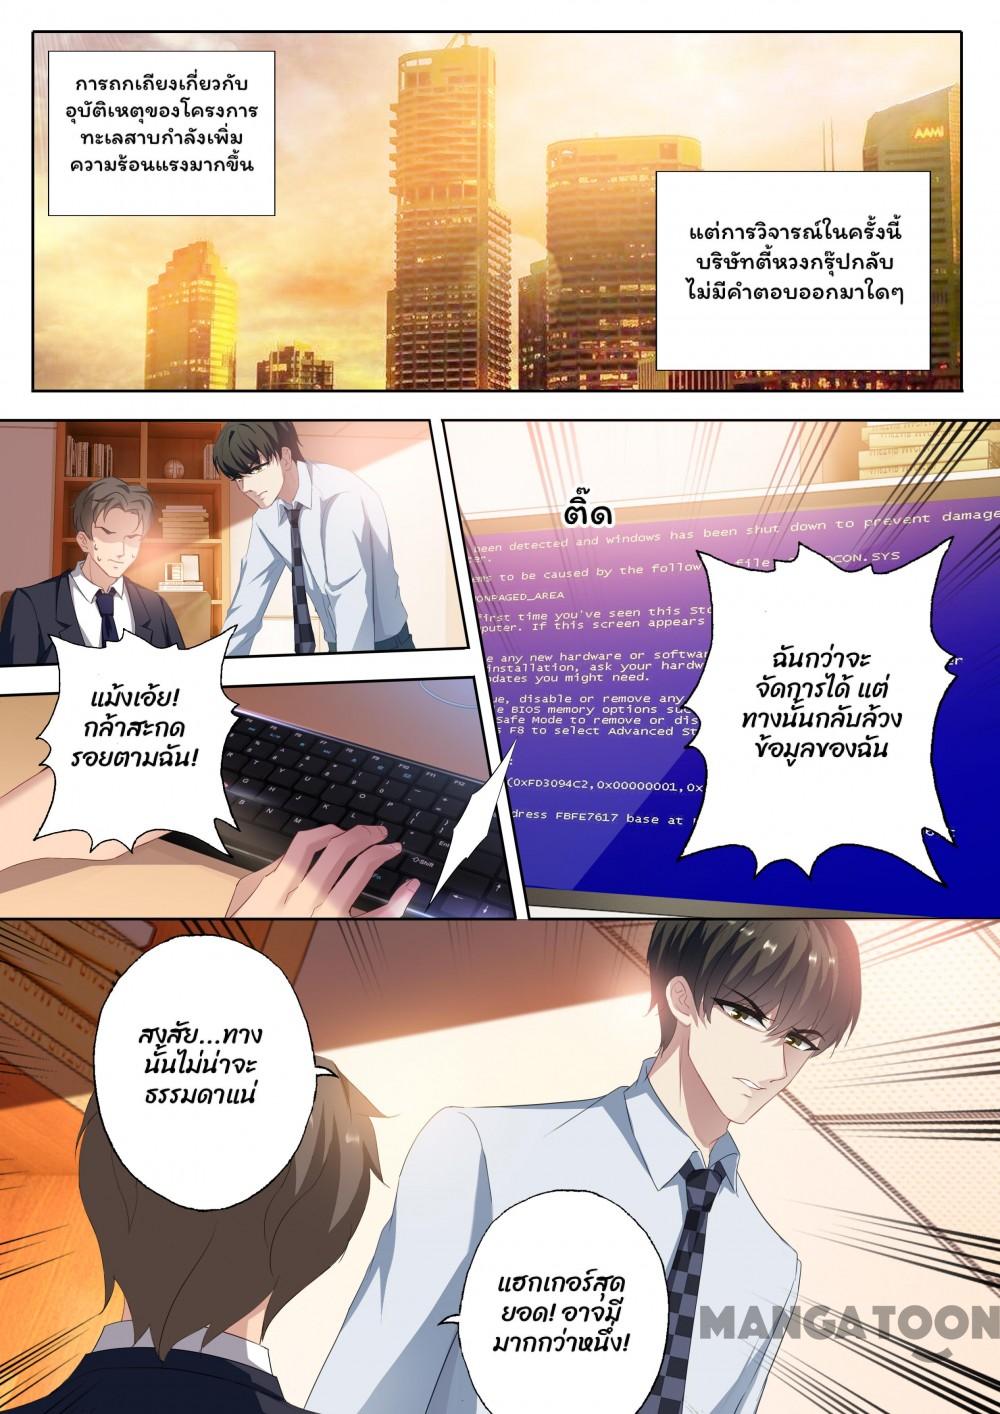 การถกเถียงเกี่ยวกับ
อุบัติเหตุของโครงการ
ทะเลสาบกำลังเพิ่ม
ความร้อนแรงมากขึ้น
AAMI
แต่การวิจารณ์ในครั้งนี้
บริษัทตี้หวงกรุ๊ปกลับ
ไม่มีคำตอบออกมาใดๆ
ติ๊ด
been detected and windows has been shut down to prevent damage
to be caused by the follow file
ONPAGED_AREA
first time you've seen this Sto
puter. If this screen appears
any new hardware or softwar
installation, ask your hardw
pdates you might need.
ue, disable or remove any
BIOS memory options suc
Safe Mode to remove or dis
F8 to select Advanced St
(0xFD3094C2,0x00000001,0x
dress FBFE7617 base at
ฉันกว่าจะ
จัดการได้ แต่
ทางนั้นกลับล้วง
ข้อมูลของฉัน
แม้งเอ้ย!
กล้าสะกด
รอยตามฉัน!
สงสัย...ทาง
นั้นไม่น่าจะ
ธรรมดาแน่
แฮกเกอร์สุด
ยอด! อาจมี
มากกว่าหนึ่ง!
MANGATOON